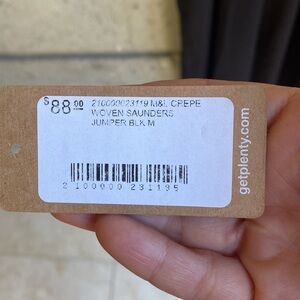 $88.00
210000023119 M&L CREPE
WOVEN SAUNDERS
JUMPER BLK M
2 100000 231195
getplenty.com